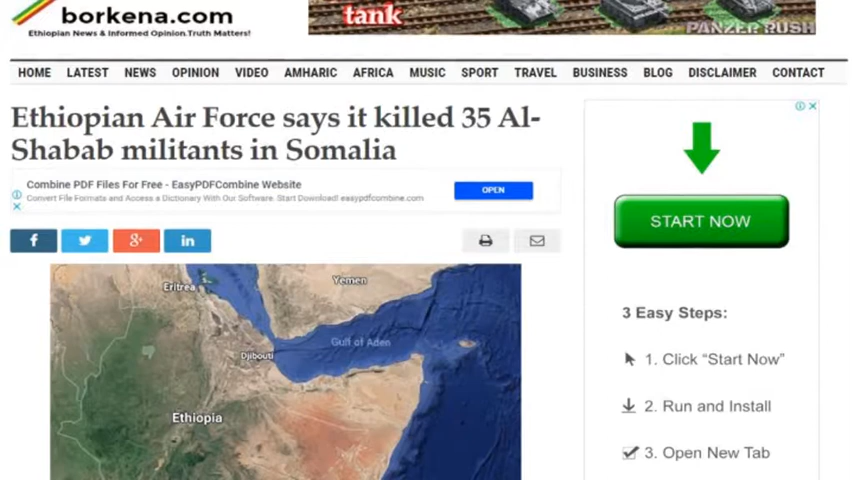 borkena.com
Ethiopian News & Informed Opinion.Truth Matters!
tank
PANZER RUSH
HOME LATEST NEWS OPINION VIDEO AMHARIC AFRICA MUSIC SPORT TRAVEL BUSINESS BLOG DISCLAIMER CONTACT
Ethiopian Air Force says it killed 35 Al-
Shabab militants in Somalia
Combine PDF Files For Free - EasyPDFCombine Website
Convert File Formats and Access a Dictionary With Our Software. Start Download! easypdfcombine.com
OPEN
f
8+
in
Eritrea
Yemen
Gulf of Aden
Djibouti
Ethiopia
START NOW
3 Easy Steps:
1. Click “Start Now”
2. Run and Install
3. Open New Tab